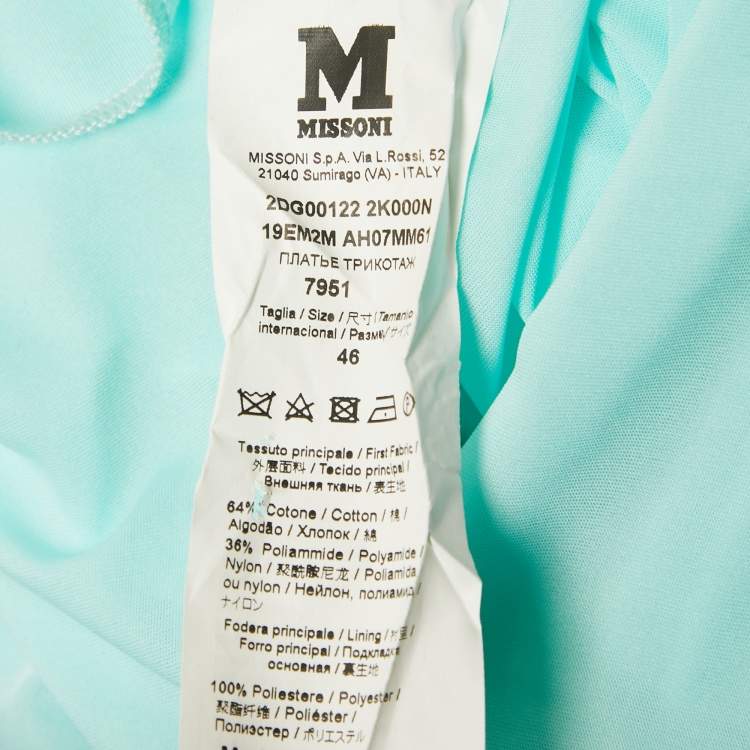 M
MISSONI
MISSONI S.p.A. Via L.Rossi, 52
21040 Sumirago (VA) - ITALY
2DG00122 2K000N
19EM2M AH07MM61
ПЛАТЬЕ ТРИКОТАЖ
7951
Taglia / Size / 尺寸 / Tamanho
internacional / Размер / サイズ
46
Tessuto principale / First Fabric /
外层面料 / Tecido principal /
Внешняя ткань / 表生地
64% Cotone / Cotton / 棉 /
Algodão / Хлопок / 綿
36% Poliammide / Polyamide /
Nylon / 聚酰胺尼龙 / Poliamida
ou nylon / Нейлон, полиамид /
ナイロン
Fodera principale / Lining / 衬里 /
Forro principal / Подкладка
основная / 裏生地
100% Poliestere / Polyester /
聚酯纤维 / Poliéster /
Полиэстер / ポリエステル